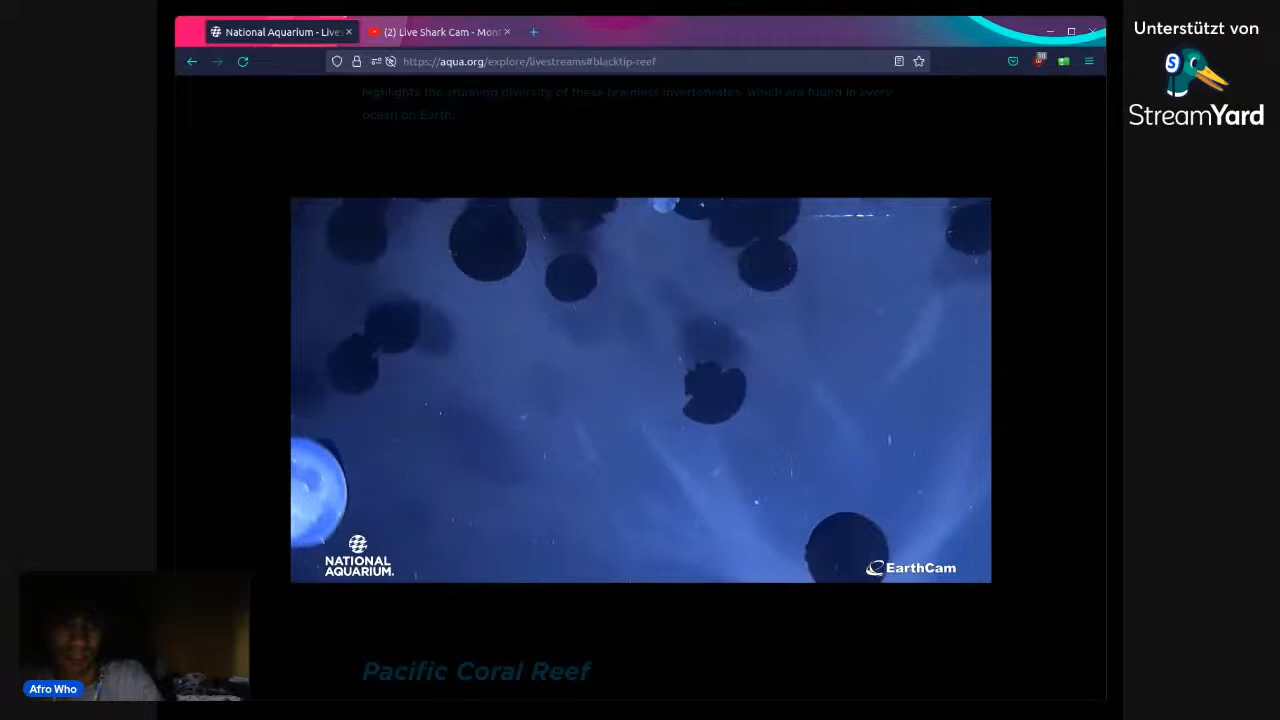 National Aquarium - Live
(2) Live Shark Cam - Mont
Unterstützt von
StreamYard
https://aqua.org/explore/livestreams#blacktip-reef
highlights the stunning diversity of these brainless invertebrates, which are found in every
ocean on Earth.
NATIONAL
AQUARIUM.
EarthCam
Pacific Coral Reef
Afro Who